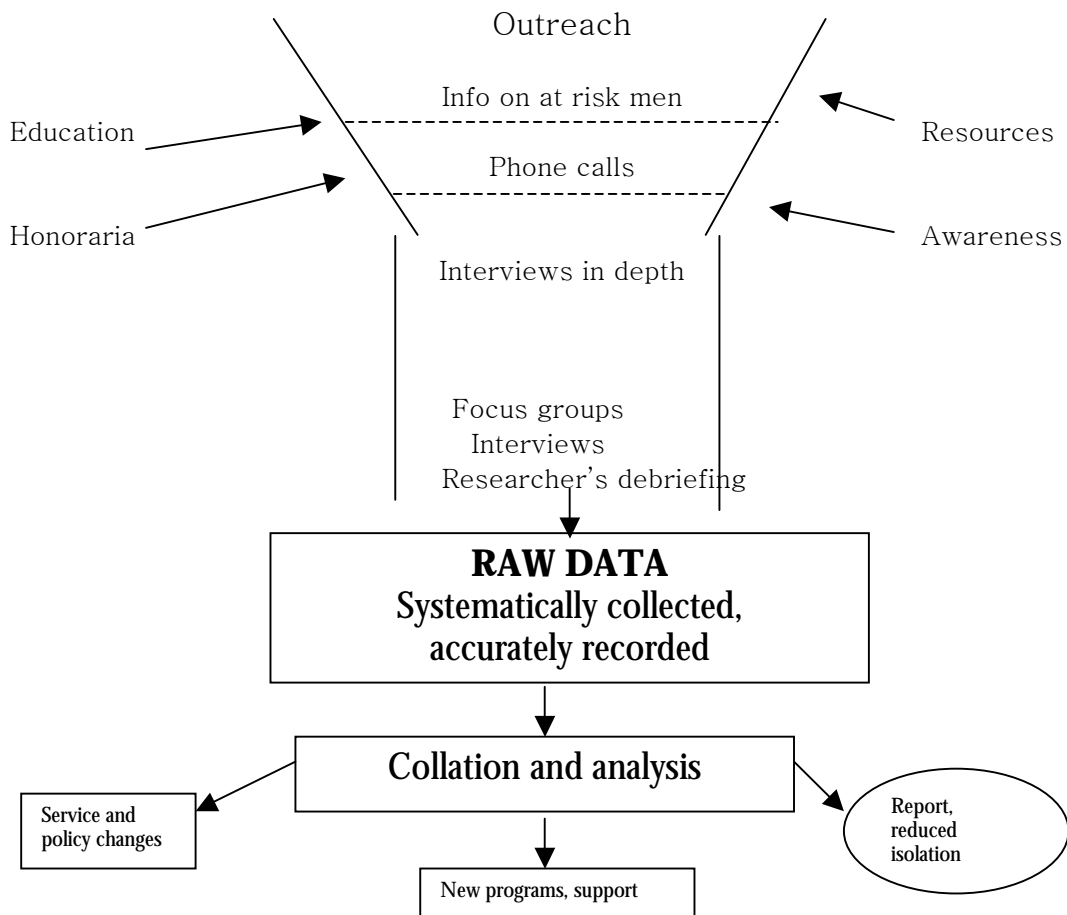 Outreach
Info on at risk men
Education
Resources
Phone calls
Honoraria
Awareness
Interviews in depth
Focus groups
Interviews
Researcher’s debriefing
RAW DATA
Systematically collected,
accurately recorded
Collation and analysis
Service and
policy changes
Report,
reduced
isolation
New programs, support